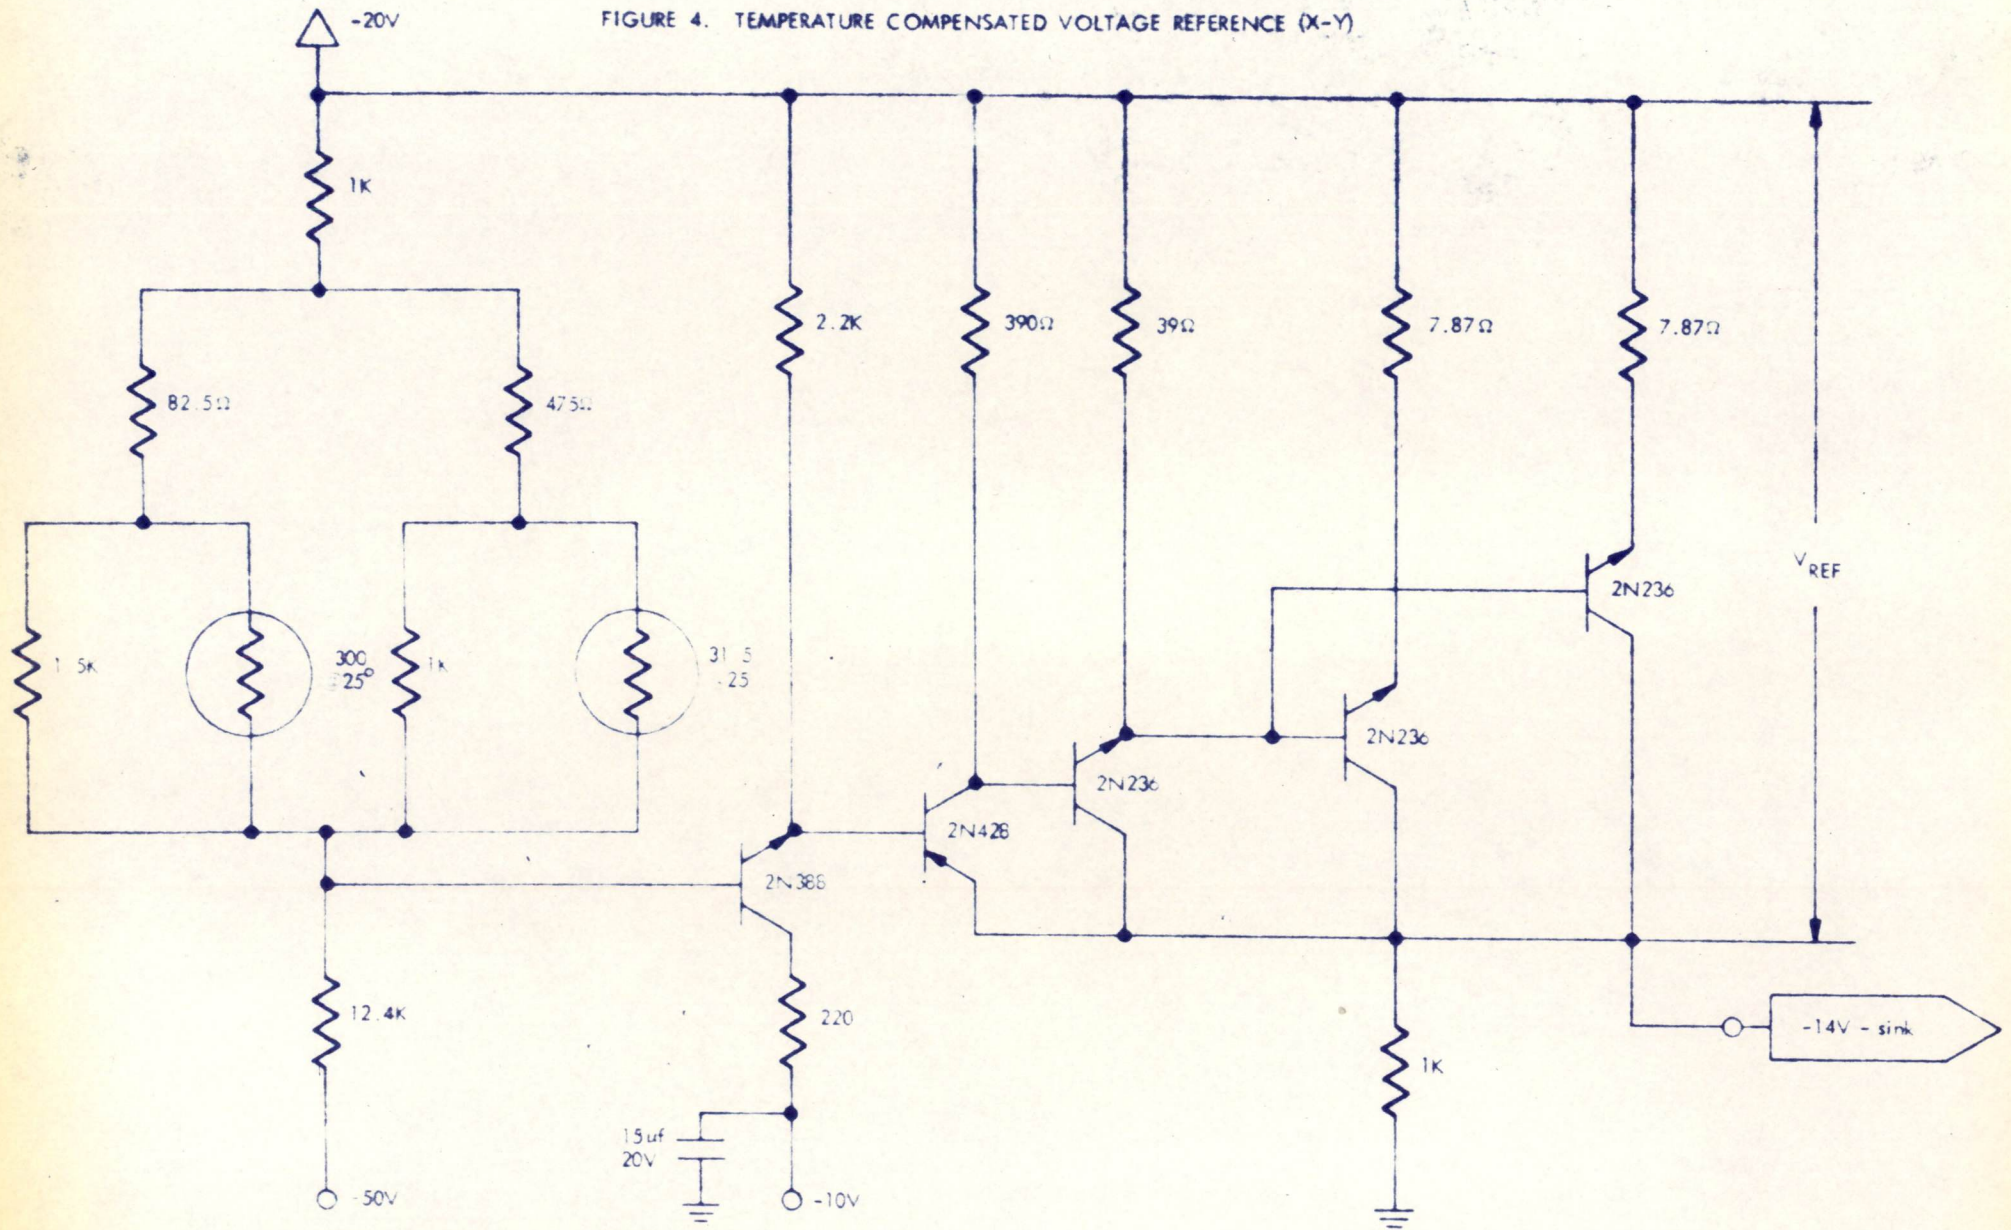 -20V
FIGURE 4. TEMPERATURE COMPENSATED VOLTAGE REFERENCE (X-Y)
1K
2.2K
390Ω
39Ω
7.87Ω
7.87Ω
82.5Ω
475Ω
VREF
2N236
1 5K
300
25°
1K
31 5
25
2N236
2N236
2N428
2N388
12.4K
220
-14V - sink
1K
15uf
20V
-50V
-10V